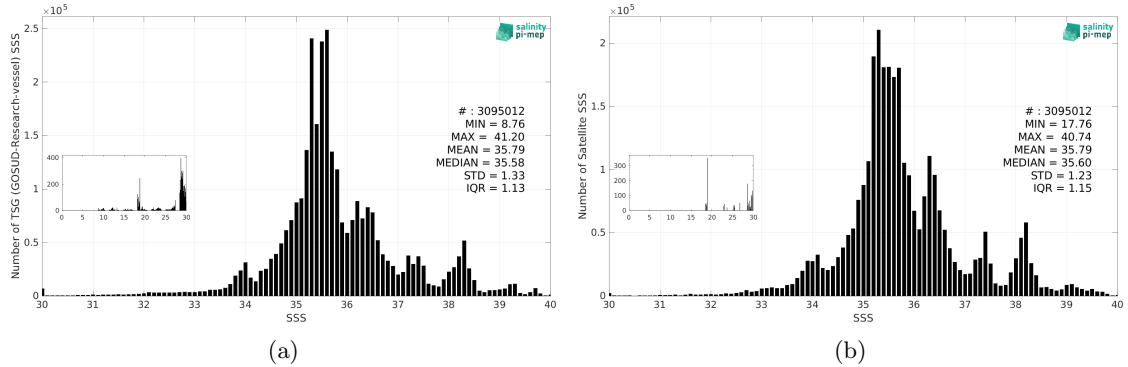 ×10^5
salinity
pi-mep
Number of TSG (GOSUD-Research-vessel) SSS
2.5
2
1.5
1
0.5
0
# : 3095012
MIN = 8.76
MAX = 41.20
MEAN = 35.79
MEDIAN = 35.58
STD = 1.33
IQR = 1.13
400
200
0
0 5 10 15 20 25 30
30 31 32 33 34 35 36 37 38 39 40
SSS
(a)
×10^5
salinity
pi-mep
Number of Satellite SSS
2
1.5
1
0.5
0
# : 3095012
MIN = 17.76
MAX = 40.74
MEAN = 35.79
MEDIAN = 35.60
STD = 1.23
IQR = 1.15
300
200
100
0
0 5 10 15 20 25 30
30 31 32 33 34 35 36 37 38 39 40
SSS
(b)